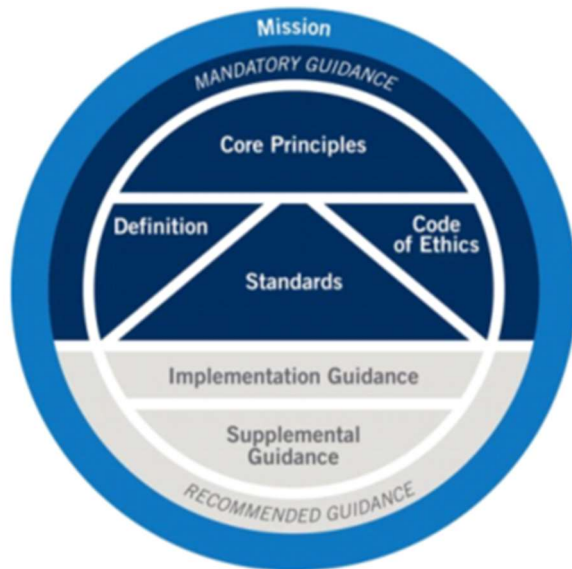 Mission
MANDATORY GUIDANCE
Core Principles
Definition
Code
of Ethics
Standards
Implementation Guidance
Supplemental
Guidance
RECOMMENDED GUIDANCE